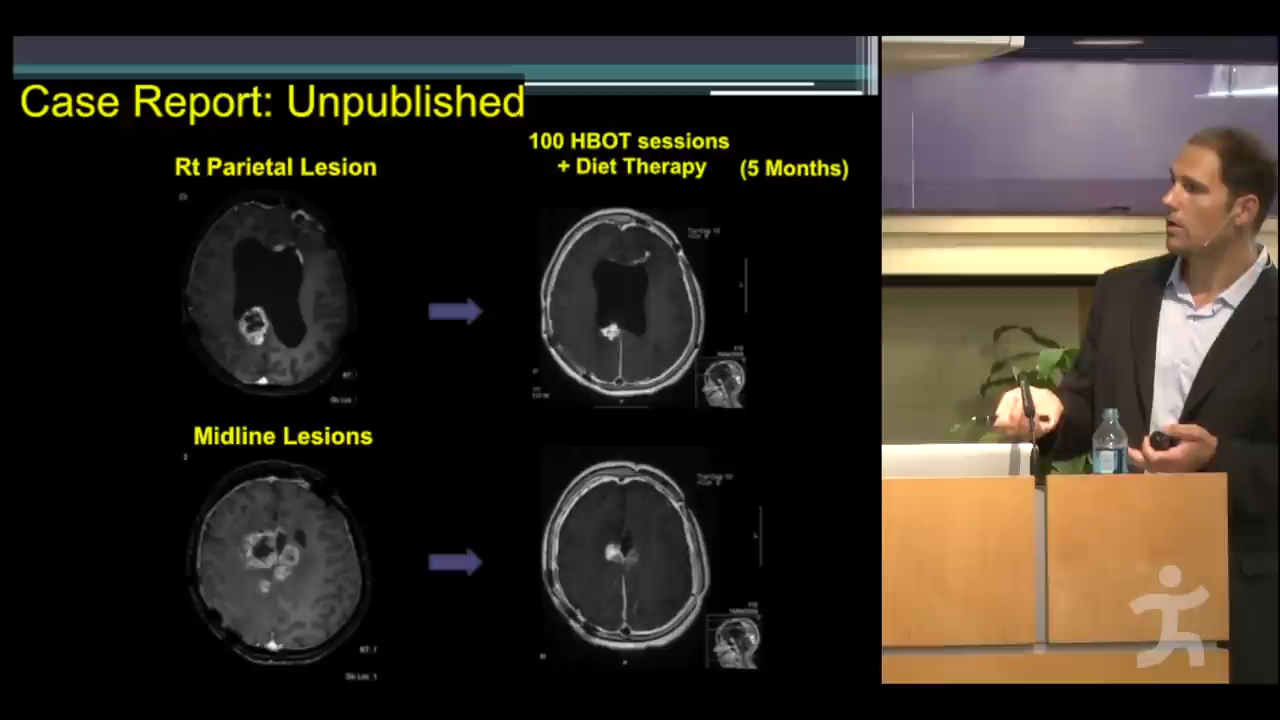 Case Report: Unpublished
Rt Parietal Lesion
100 HBOT sessions
+ Diet Therapy (5 Months)
Midline Lesions